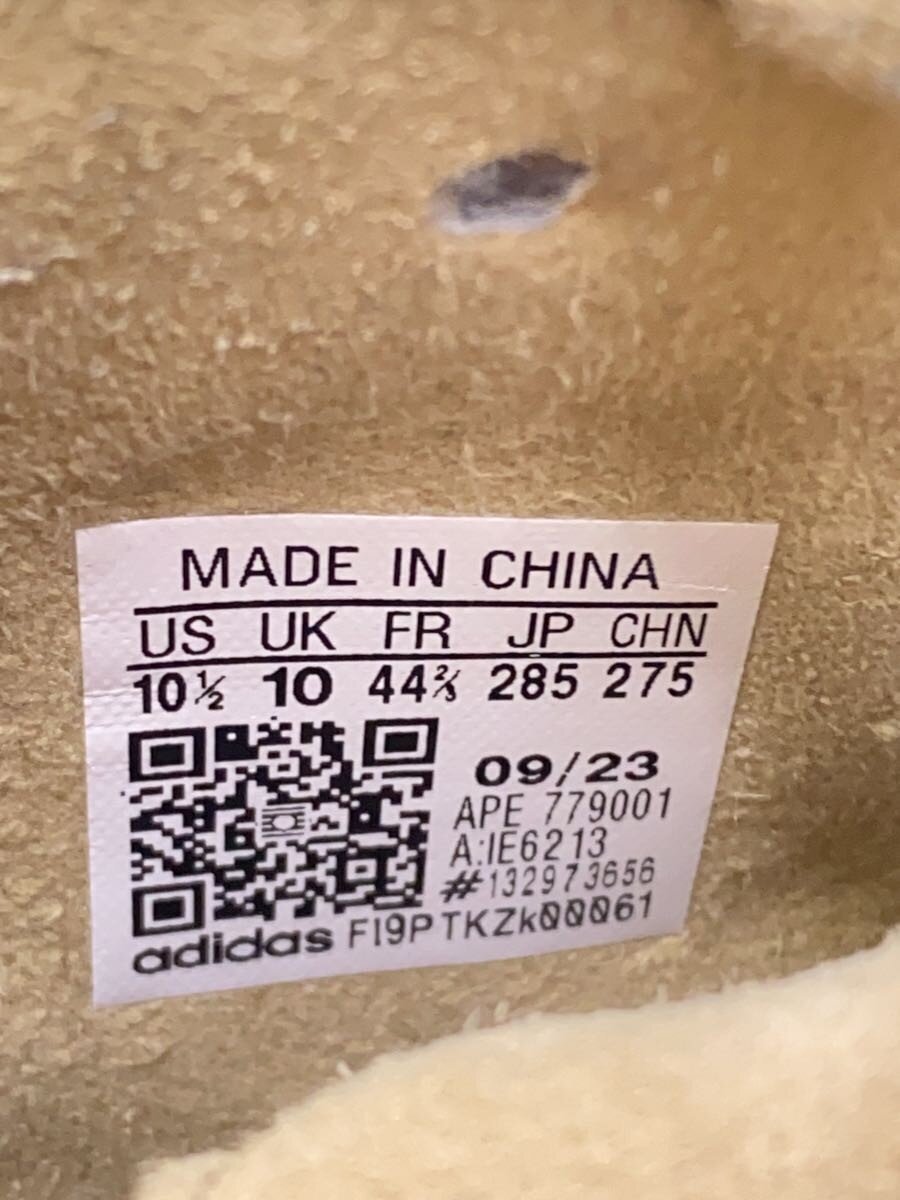 MADE IN CHINA
US UK FR JP CHN
10½ 10 44⅔ 285 275
09/23
APE 779001
A:IE6213
#132973656
adidas FI9PTKZk00061